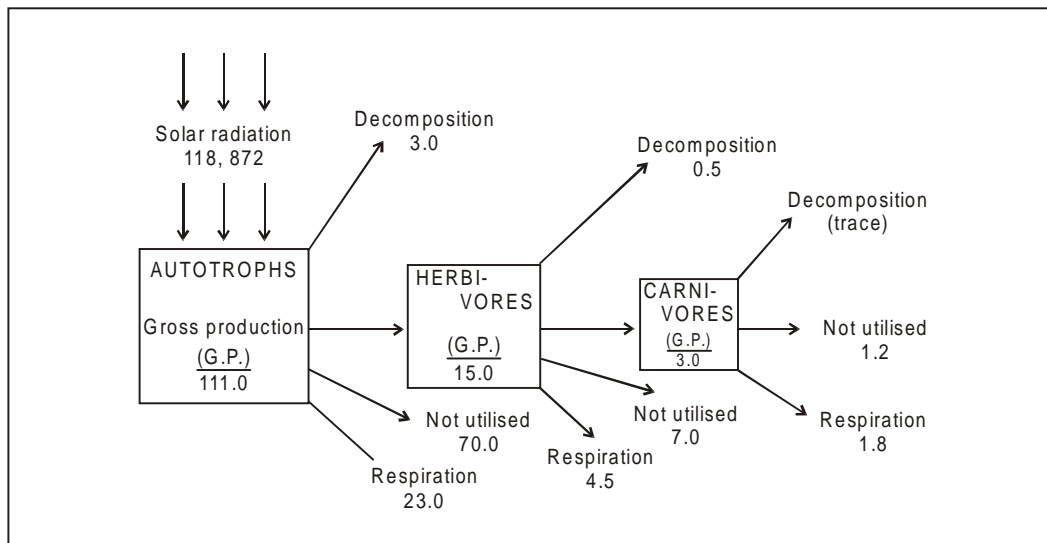 Solar radiation
118, 872
Decomposition
3.0
Decomposition
0.5
Decomposition
(trace)
AUTOTROPHS
Gross production
(G.P.)
111.0
HERBI-
VORES
(G.P.)
15.0
CARNI-
VORES
(G.P.)
3.0
Not utilised
1.2
Not utilised
70.0
Not utilised
7.0
Respiration
1.8
Respiration
4.5
Respiration
23.0